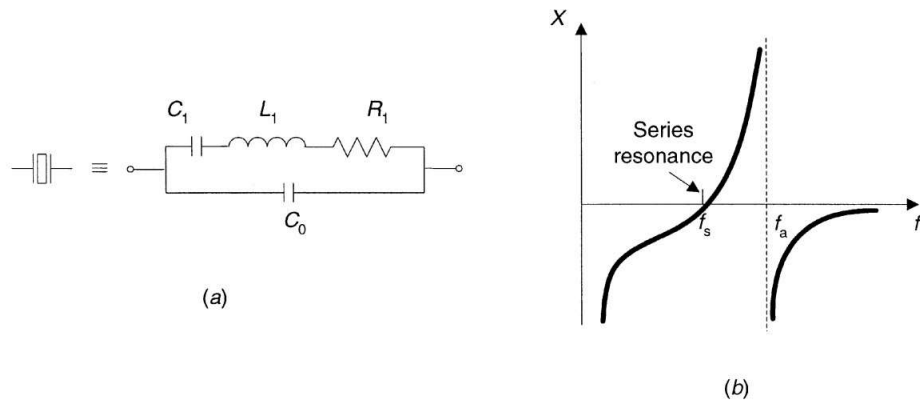 C₁ L₁ R₁
≡
C₀
(a)
X
Series
resonance
fₛ
fₐ
f
(b)